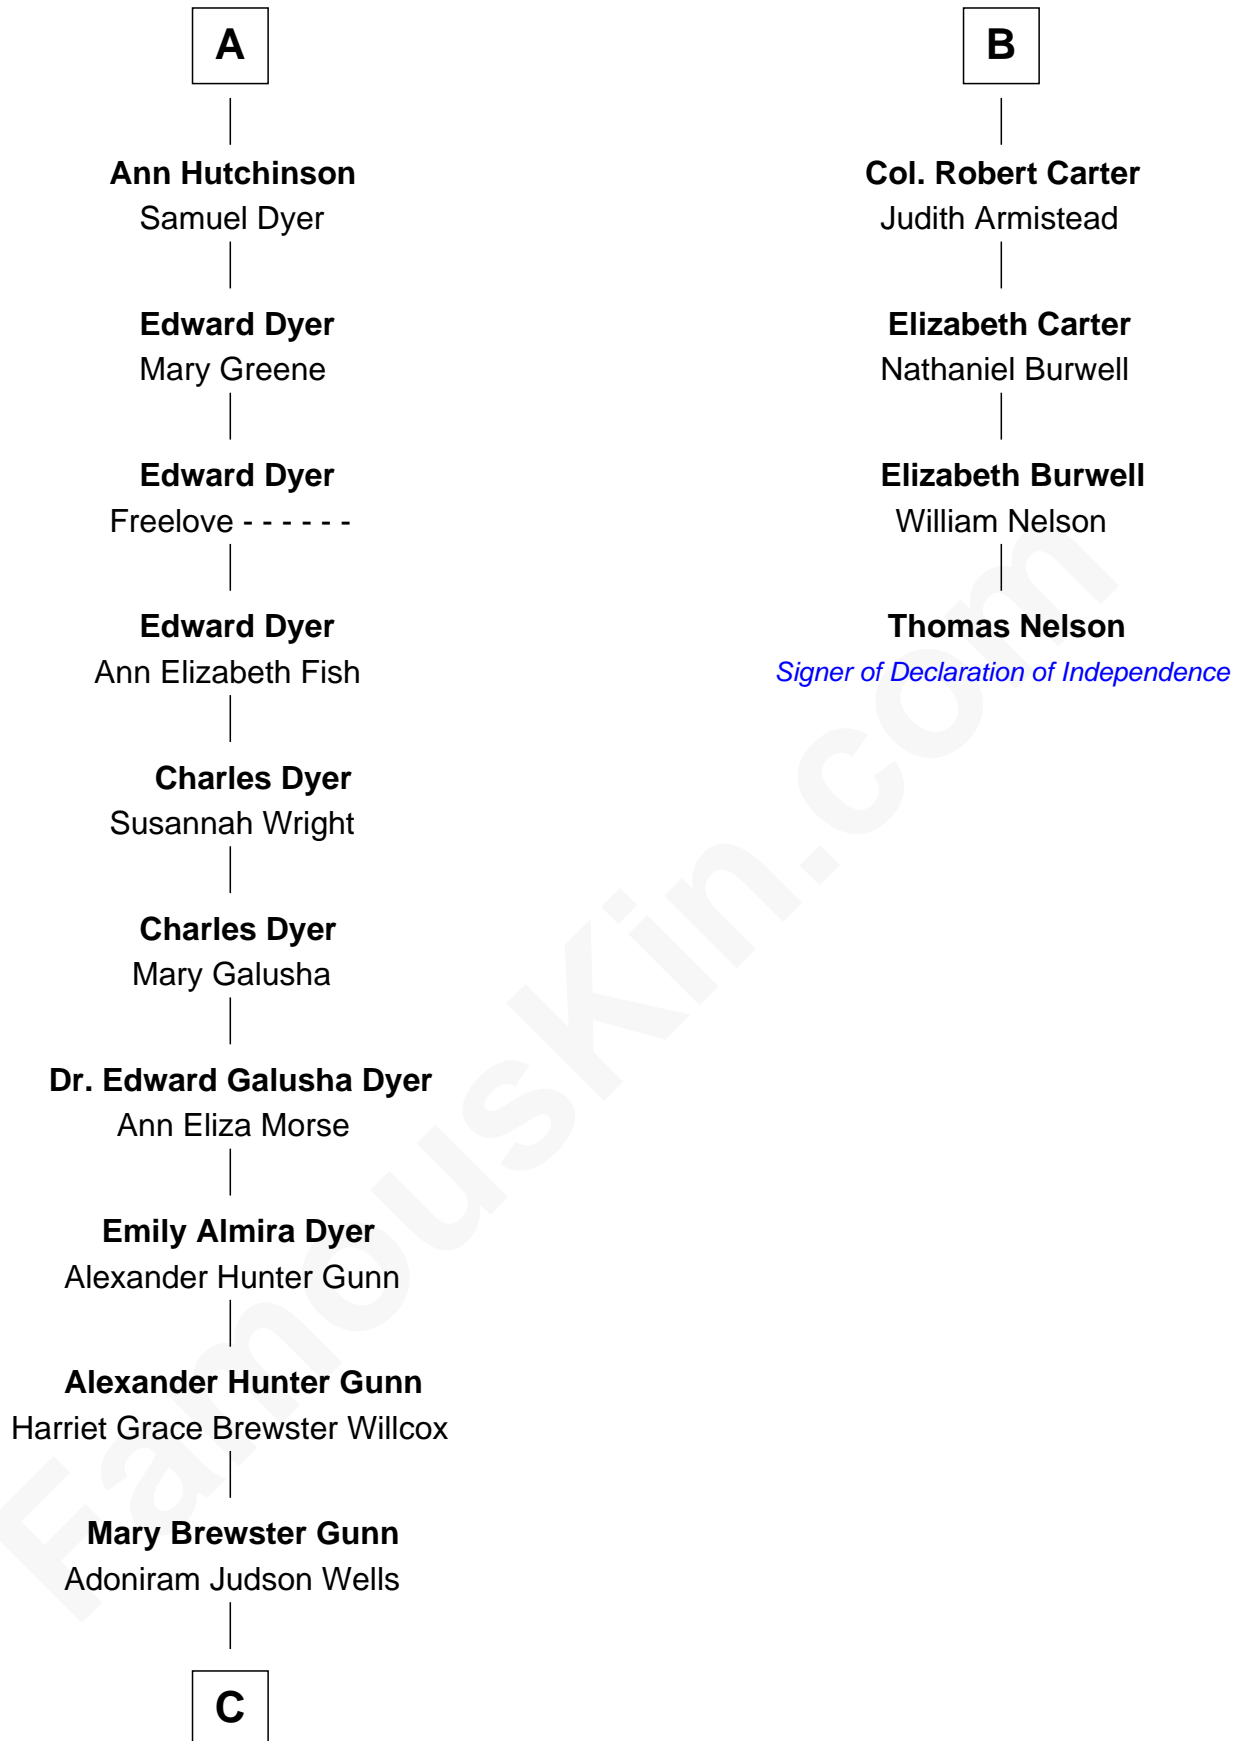 A
Ann Hutchinson
Samuel Dyer
Edward Dyer
Mary Greene
Edward Dyer
Freelove - - - - - -
Edward Dyer
Ann Elizabeth Fish
Charles Dyer
Susannah Wright
Charles Dyer
Mary Galusha
Dr. Edward Galusha Dyer
Ann Eliza Morse
Emily Almira Dyer
Alexander Hunter Gunn
Alexander Hunter Gunn
Harriet Grace Brewster Willcox
Mary Brewster Gunn
Adoniram Judson Wells
C
B
Col. Robert Carter
Judith Armistead
Elizabeth Carter
Nathaniel Burwell
Elizabeth Burwell
William Nelson
Thomas Nelson
Signer of Declaration of Independence
FamousKin.com